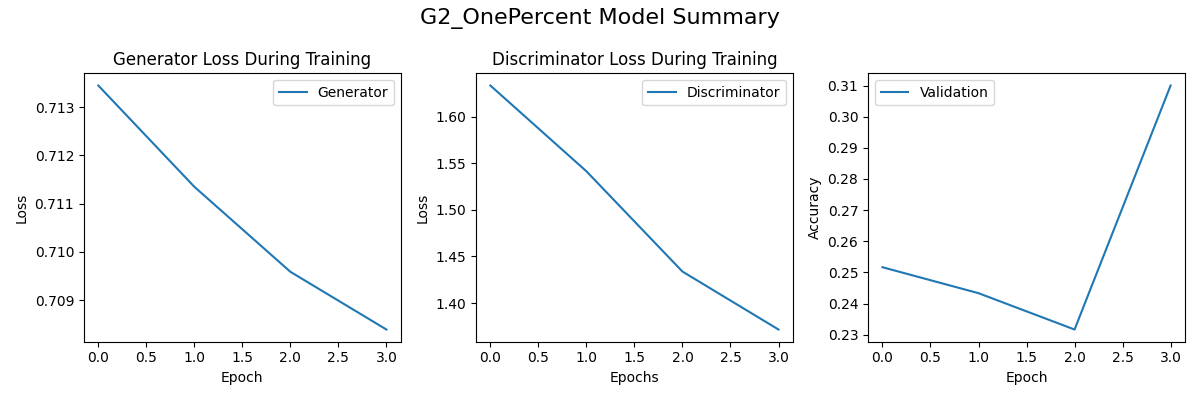 G2_OnePercent Model Summary
Generator Loss During Training
Generator
0.713
0.712
0.711
0.710
0.709
Loss
0.0 0.5 1.0 1.5 2.0 2.5 3.0
Epoch
Discriminator Loss During Training
Discriminator
1.60
1.55
1.50
1.45
1.40
Loss
0.0 0.5 1.0 1.5 2.0 2.5 3.0
Epochs
Validation
0.31
0.30
0.29
0.28
0.27
0.26
0.25
0.24
0.23
Accuracy
0.0 0.5 1.0 1.5 2.0 2.5 3.0
Epoch